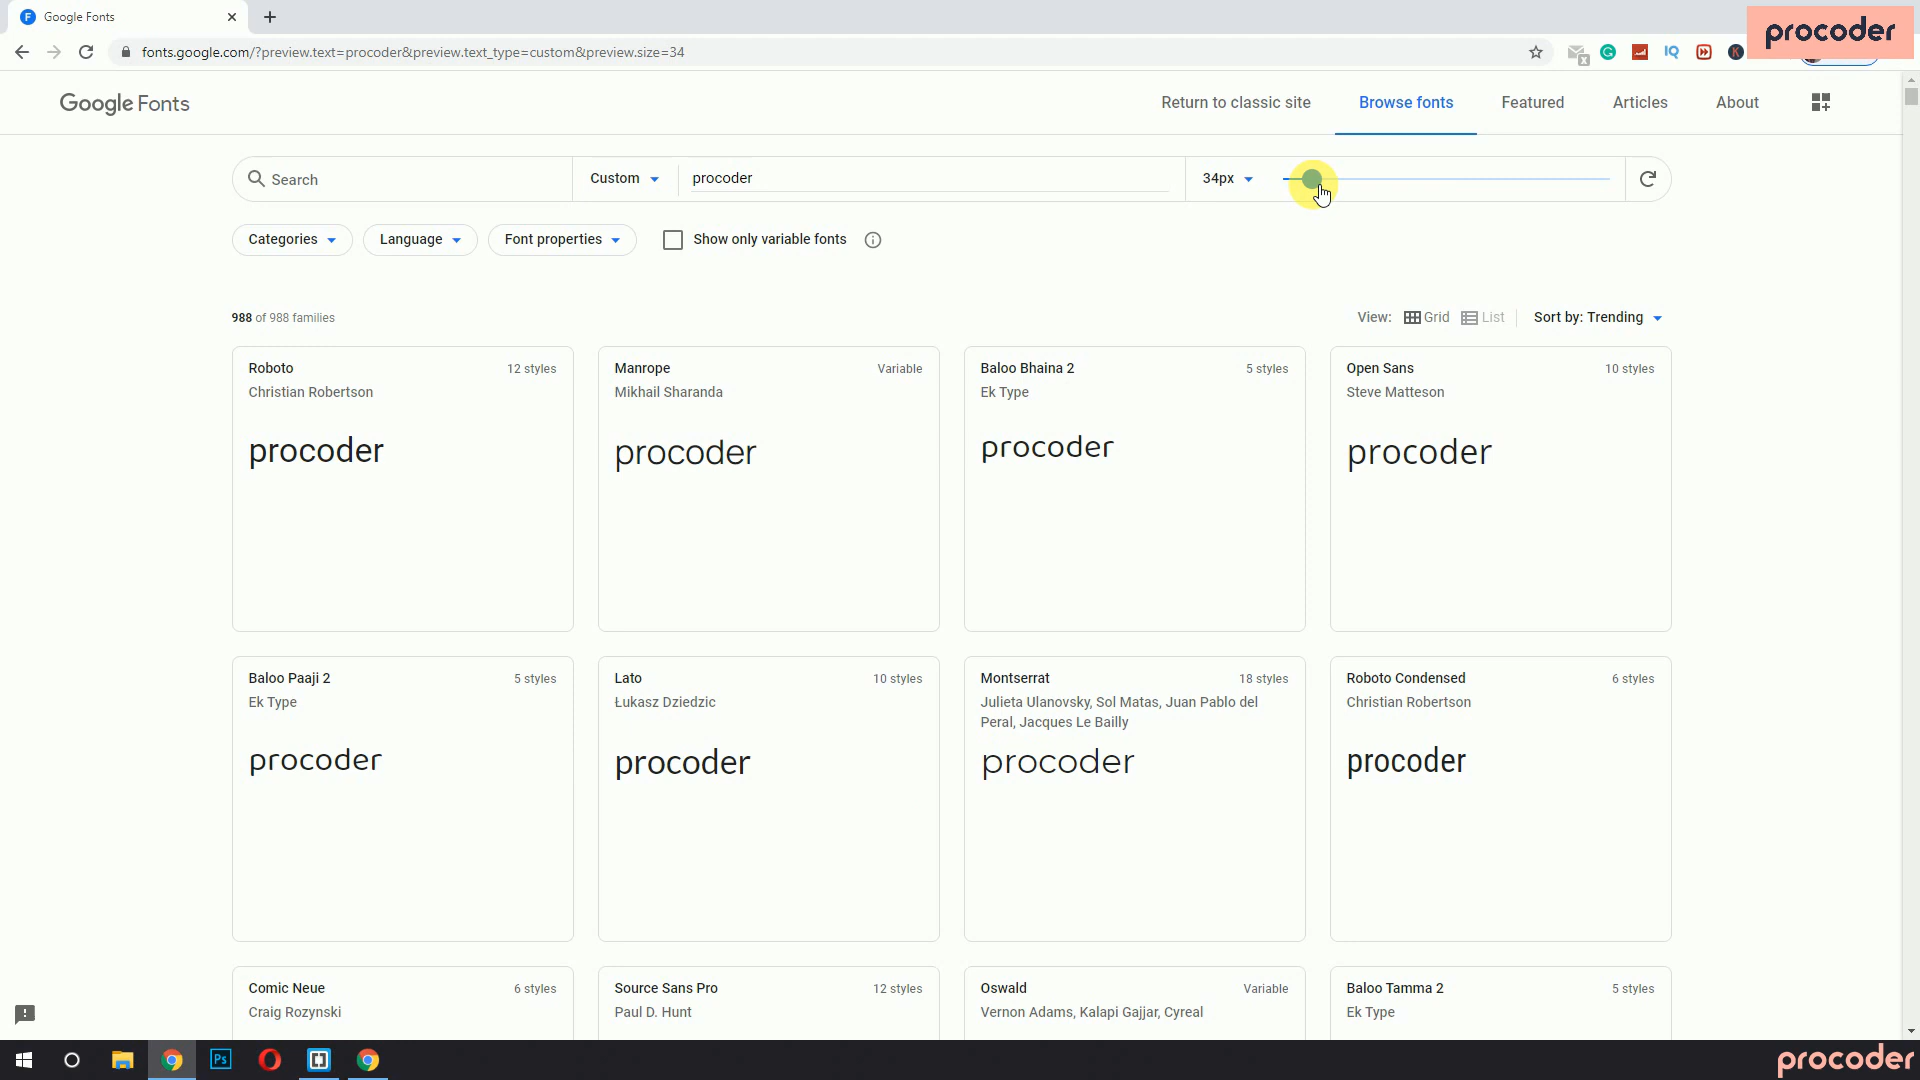 Google Fonts
procoder
fonts.google.com/?preview.text=procoder&preview.text_type=custom&preview.size=34
IQ
Google Fonts
Return to classic site
Browse fonts
Featured
Articles
About
Search
Custom
procoder
34px
Categories
Language
Font properties
Show only variable fonts
988 of 988 families
View: Grid List
Sort by: Trending
Roboto
12 styles
Christian Robertson
procoder
Manrope
Variable
Mikhail Sharanda
procoder
Baloo Bhaina 2
5 styles
Ek Type
procoder
Open Sans
10 styles
Steve Matteson
procoder
Baloo Paaji 2
5 styles
Ek Type
procoder
Lato
10 styles
Łukasz Dziedzic
procoder
Montserrat
18 styles
Julieta Ulanovsky, Sol Matas, Juan Pablo del
Peral, Jacques Le Bailly
procoder
Roboto Condensed
6 styles
Christian Robertson
procoder
Comic Neue
6 styles
Craig Rozynski
Source Sans Pro
12 styles
Paul D. Hunt
Oswald
Variable
Vernon Adams, Kalapi Gajjar, Cyreal
Baloo Tamma 2
5 styles
Ek Type
Ps
procoder